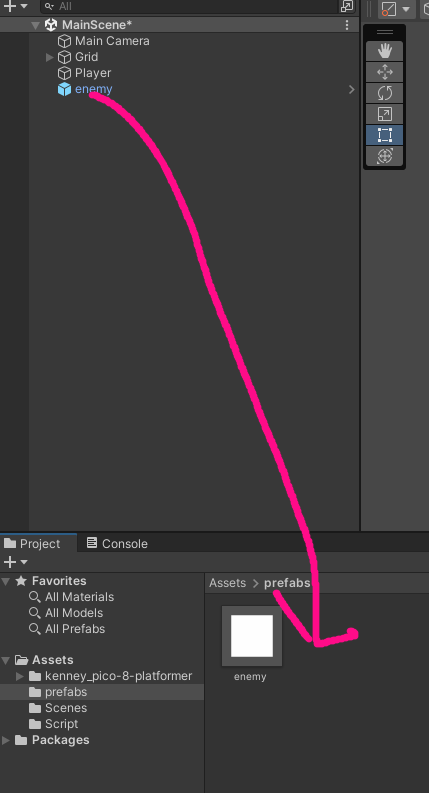 All
MainScene*
Main Camera
Grid
Player
enemy
Project
Console
Favorites
All Materials
All Models
All Prefabs
Assets
kenney_pico-8-platformer
prefabs
Scenes
Script
Packages
Assets > prefabs
enemy